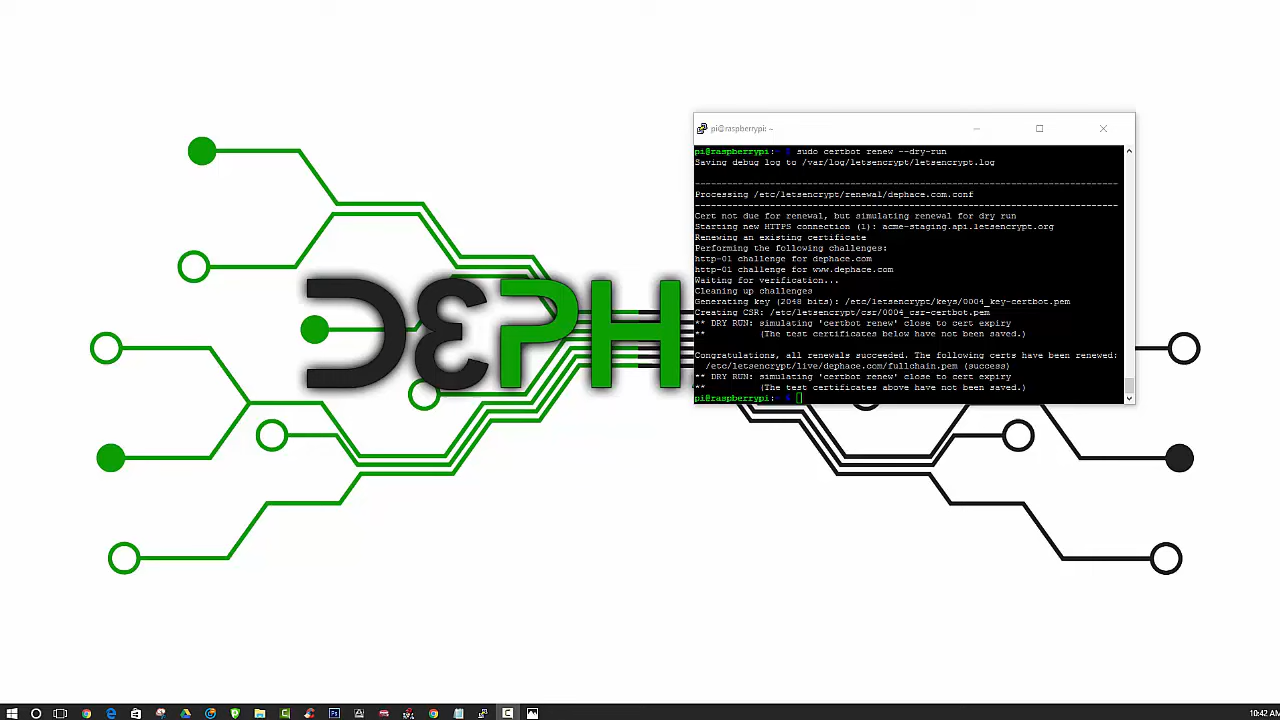 pi@raspberrypi: ~
pi@raspberrypi:~ $ sudo certbot renew --dry-run
Saving debug log to /var/log/letsencrypt/letsencrypt.log
-------------------------------------------------------------------------------
Processing /etc/letsencrypt/renewal/dephace.com.conf
-------------------------------------------------------------------------------
Cert not due for renewal, but simulating renewal for dry run
Starting new HTTPS connection (1): acme-staging.api.letsencrypt.org
Renewing an existing certificate
Performing the following challenges:
http-01 challenge for dephace.com
http-01 challenge for www.dephace.com
Waiting for verification...
Cleaning up challenges
Generating key (2048 bits): /etc/letsencrypt/keys/0004_key-certbot.pem
Creating CSR: /etc/letsencrypt/csr/0004_csr-certbot.pem
** DRY RUN: simulating 'certbot renew' close to cert expiry
**          (The test certificates below have not been saved.)
Congratulations, all renewals succeeded. The following certs have been renewed:
/etc/letsencrypt/live/dephace.com/fullchain.pem (success)
** DRY RUN: simulating 'certbot renew' close to cert expiry
**          (The test certificates above have not been saved.)
pi@raspberrypi:~ $
DEPH
10:42 AM